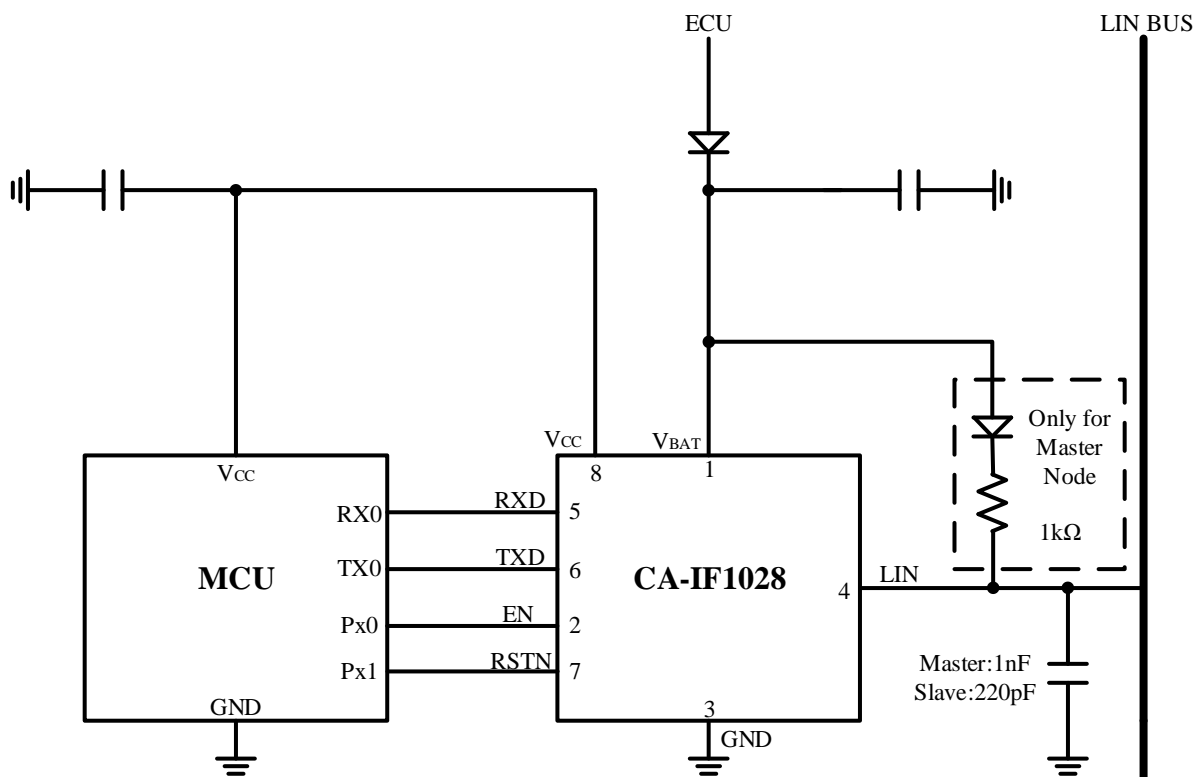 ECU
LIN BUS
VCC
VBAT
8
1
VCC
RX0
RXD
5
TX0
TXD
6
MCU
CA-IF1028
4
LIN
Px0
EN
2
Px1
RSTN
7
GND
3
GND
Only for
Master
Node
1kΩ
Master:1nF
Slave:220pF